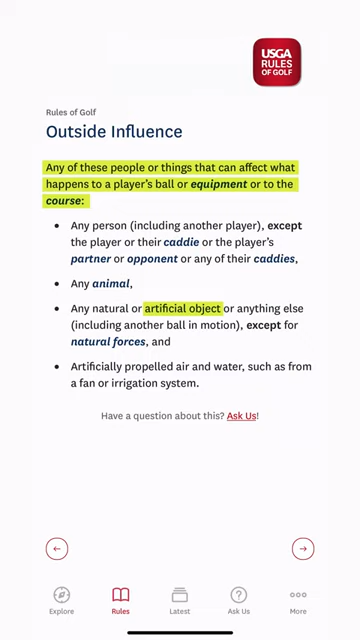 USGA
RULES
OF GOLF
Rules of Golf
Outside Influence
Any of these people or things that can affect what
happens to a player's ball or equipment or to the
course:
• Any person (including another player), except
the player or their caddie or the player's
partner or opponent or any of their caddies,
• Any animal,
• Any natural or artificial object or anything else
(including another ball in motion), except for
natural forces, and
• Artificially propelled air and water, such as from
a fan or irrigation system.
Have a question about this? Ask Us!
Explore Rules Latest Ask Us More